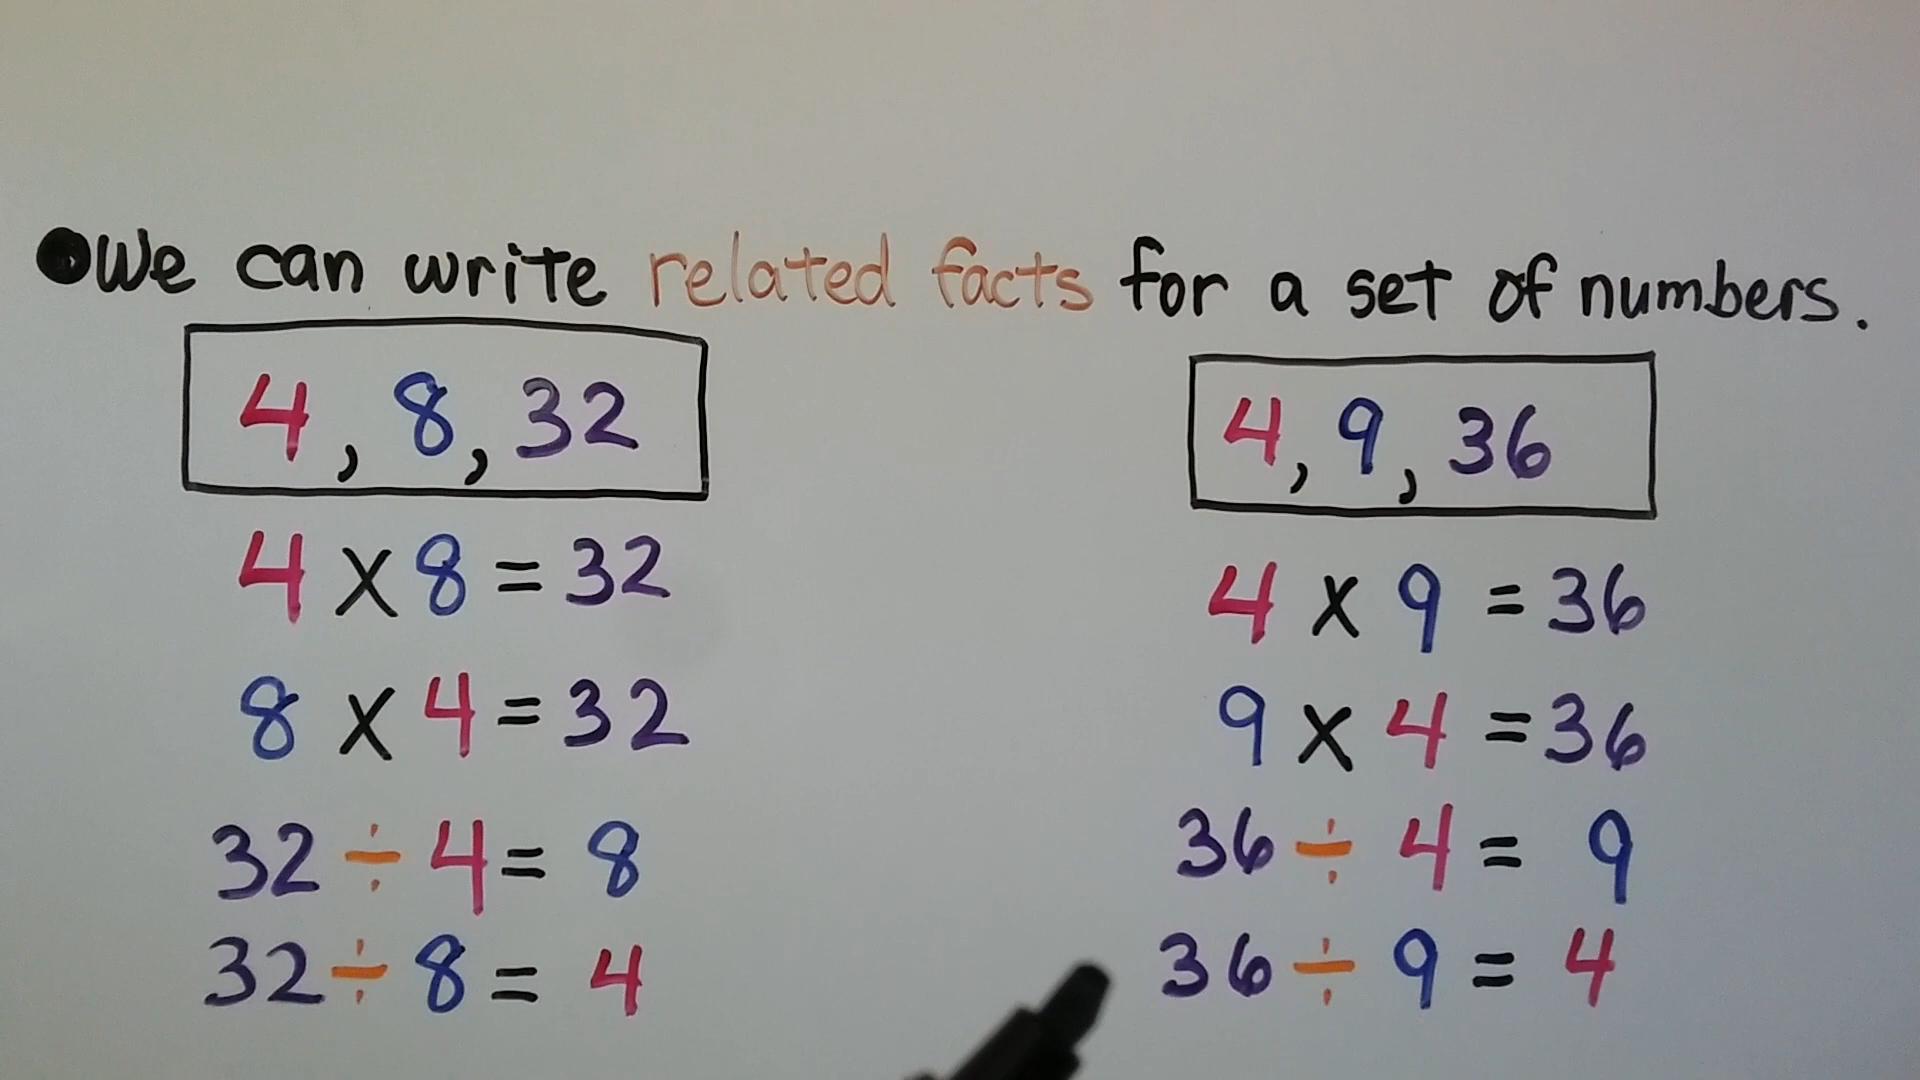 We can write related facts for a set of numbers.
4, 8, 32
4 x 8 = 32
8 x 4 = 32
32 ÷ 4 = 8
32 ÷ 8 = 4
4, 9, 36
4 x 9 = 36
9 x 4 = 36
36 ÷ 4 = 9
36 ÷ 9 = 4